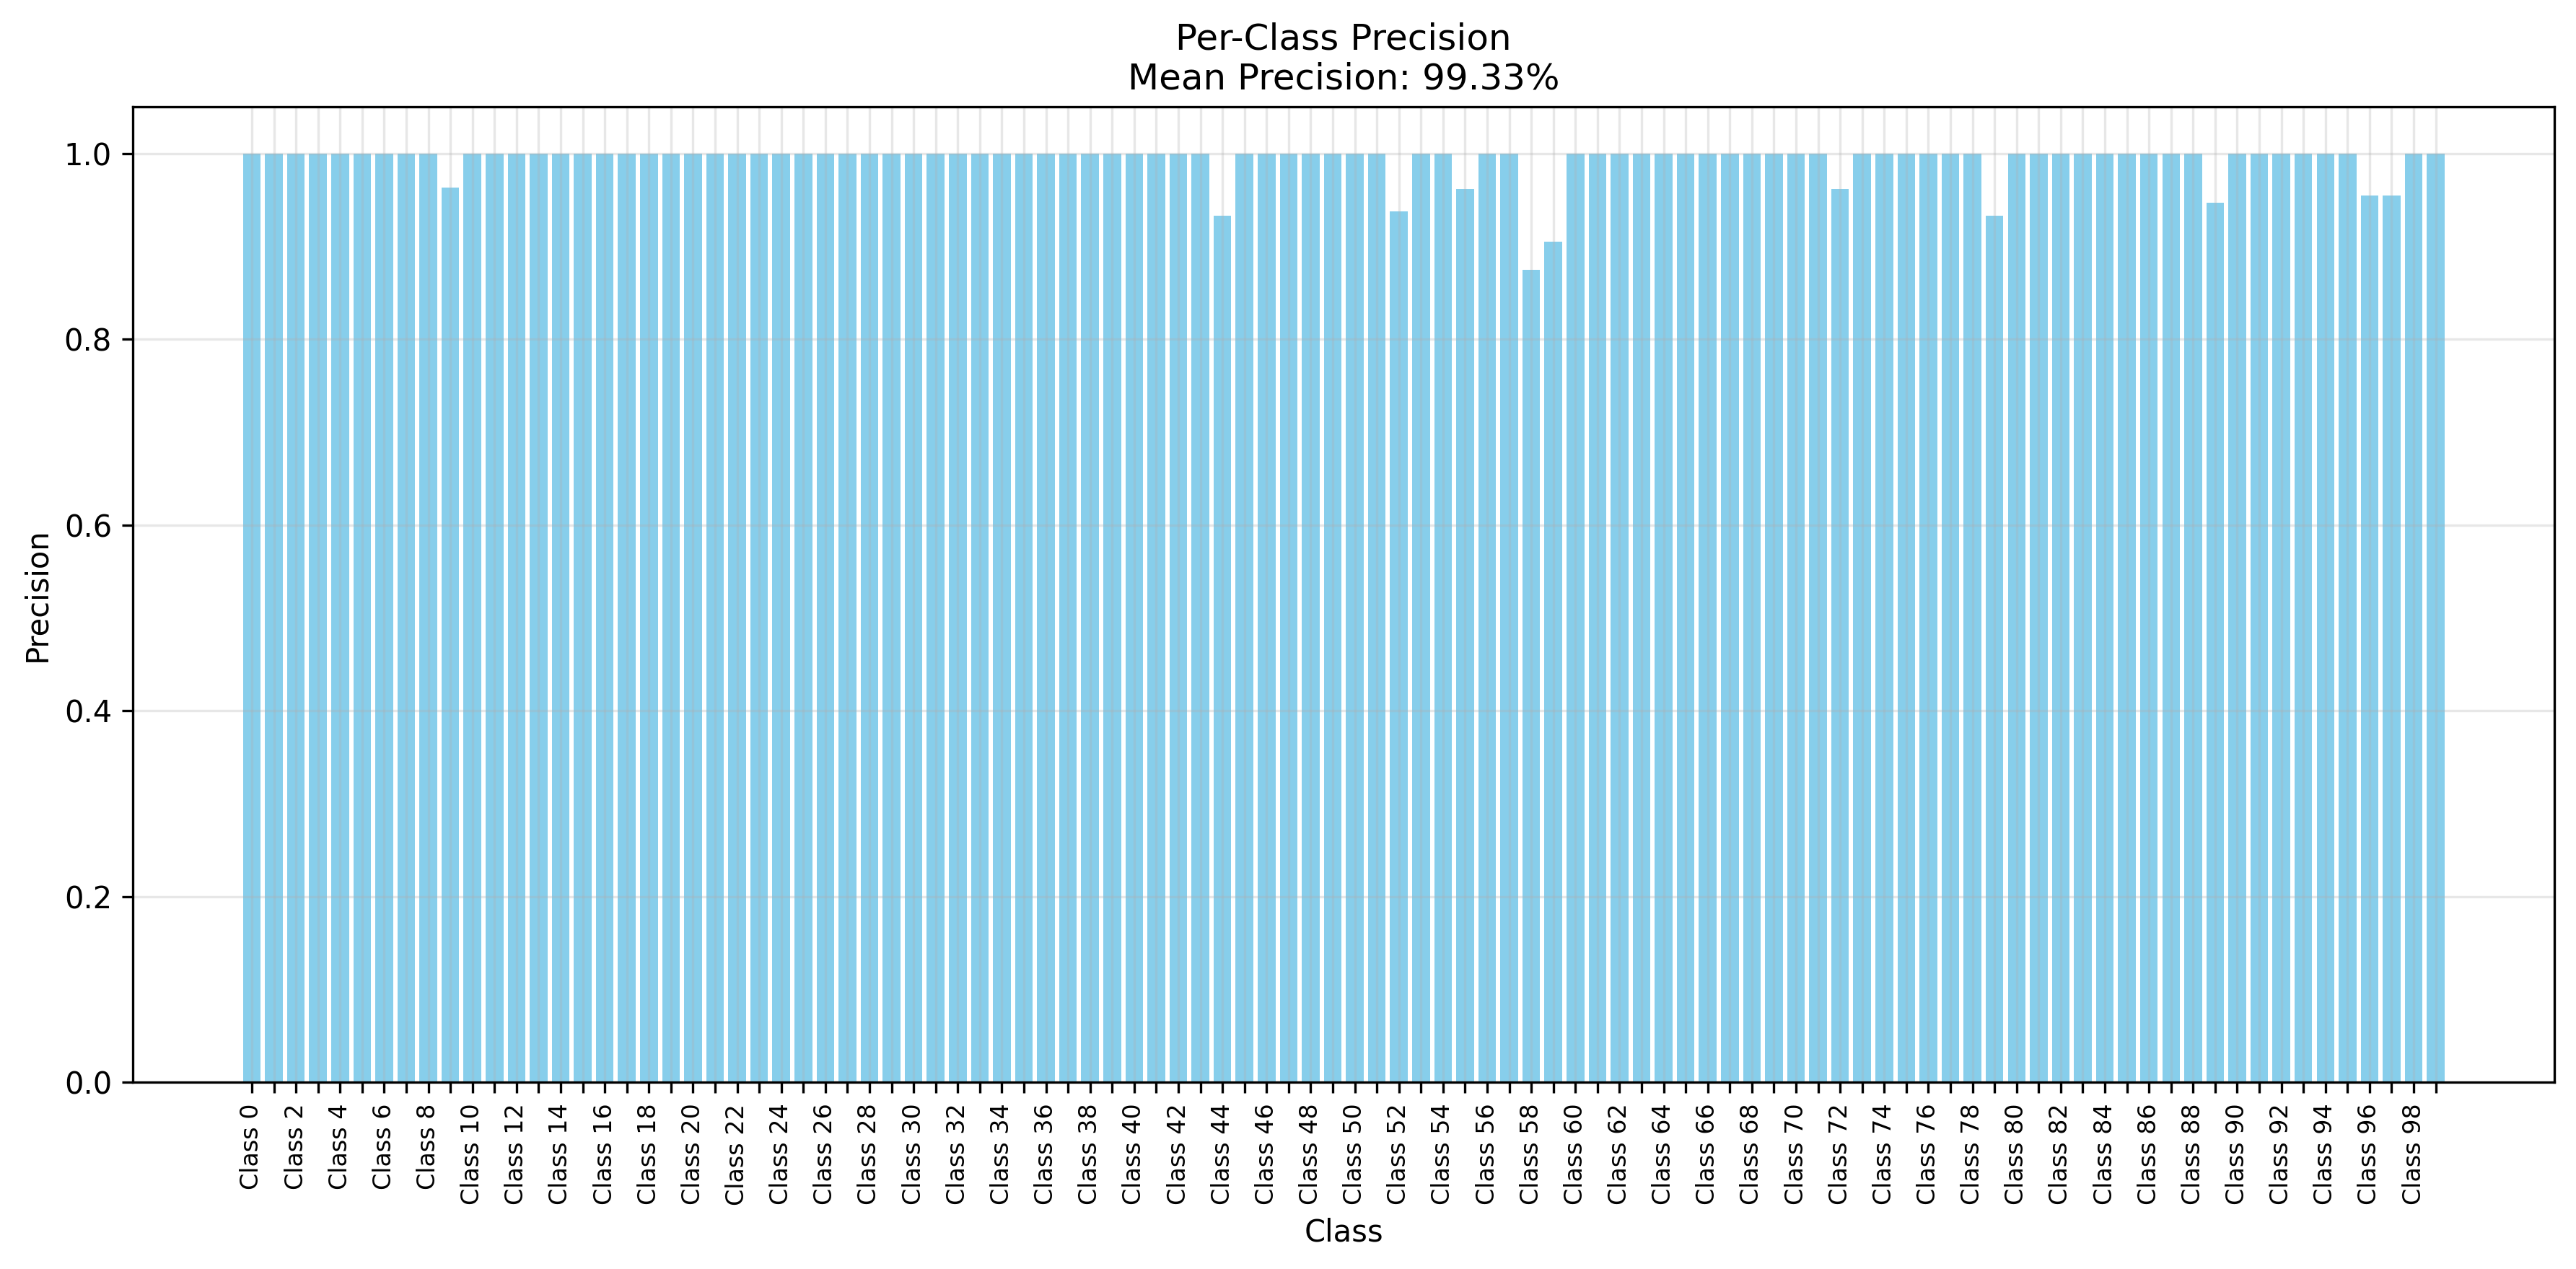 Per-Class Precision
Mean Precision: 99.33%
Precision
1.0
0.8
0.6
0.4
0.2
0.0
Class 0
Class 2
Class 4
Class 6
Class 8
Class 10
Class 12
Class 14
Class 16
Class 18
Class 20
Class 22
Class 24
Class 26
Class 28
Class 30
Class 32
Class 34
Class 36
Class 38
Class 40
Class 42
Class 44
Class 46
Class 48
Class 50
Class 52
Class 54
Class 56
Class 58
Class 60
Class 62
Class 64
Class 66
Class 68
Class 70
Class 72
Class 74
Class 76
Class 78
Class 80
Class 82
Class 84
Class 86
Class 88
Class 90
Class 92
Class 94
Class 96
Class 98
Class